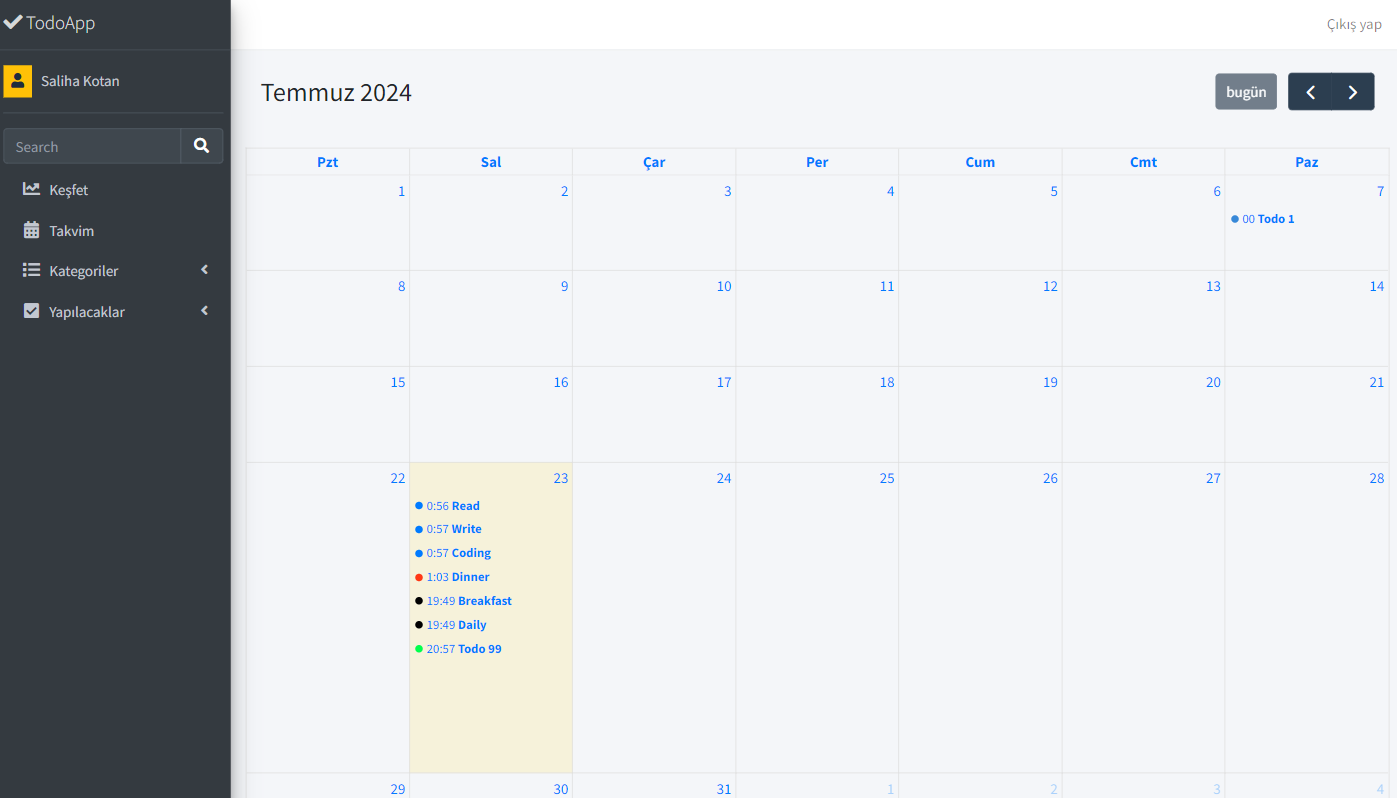 TodoApp
Çıkış yap
Saliha Kotan
Search
Keşfet
Takvim
Kategoriler
Yapılacaklar
Temmuz 2024
bugün
Pzt Sal Çar Per Cum Cmt Paz
1 2 3 4 5 6 7
00 Todo 1
8 9 10 11 12 13 14
15 16 17 18 19 20 21
22 23 24 25 26 27 28
0:56 Read
0:57 Write
0:57 Coding
1:03 Dinner
19:49 Breakfast
19:49 Daily
20:57 Todo 99
29 30 31 1 2 3 4